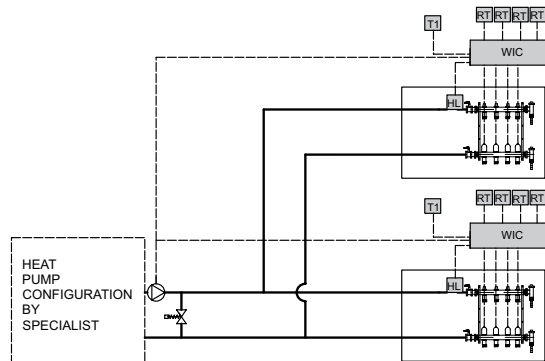 RT RT RT RT
T1
WIC
HL
RT RT RT RT
T1
WIC
HL
HEAT
PUMP
CONFIGURATION
BY
SPECIALIST